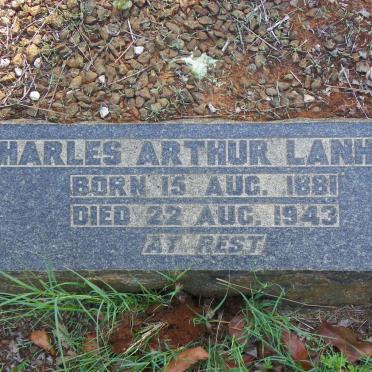 HARLES ARTHUR LANH
BORN 15 AUG. 1881
DIED 22 AUG. 1943
AT REST